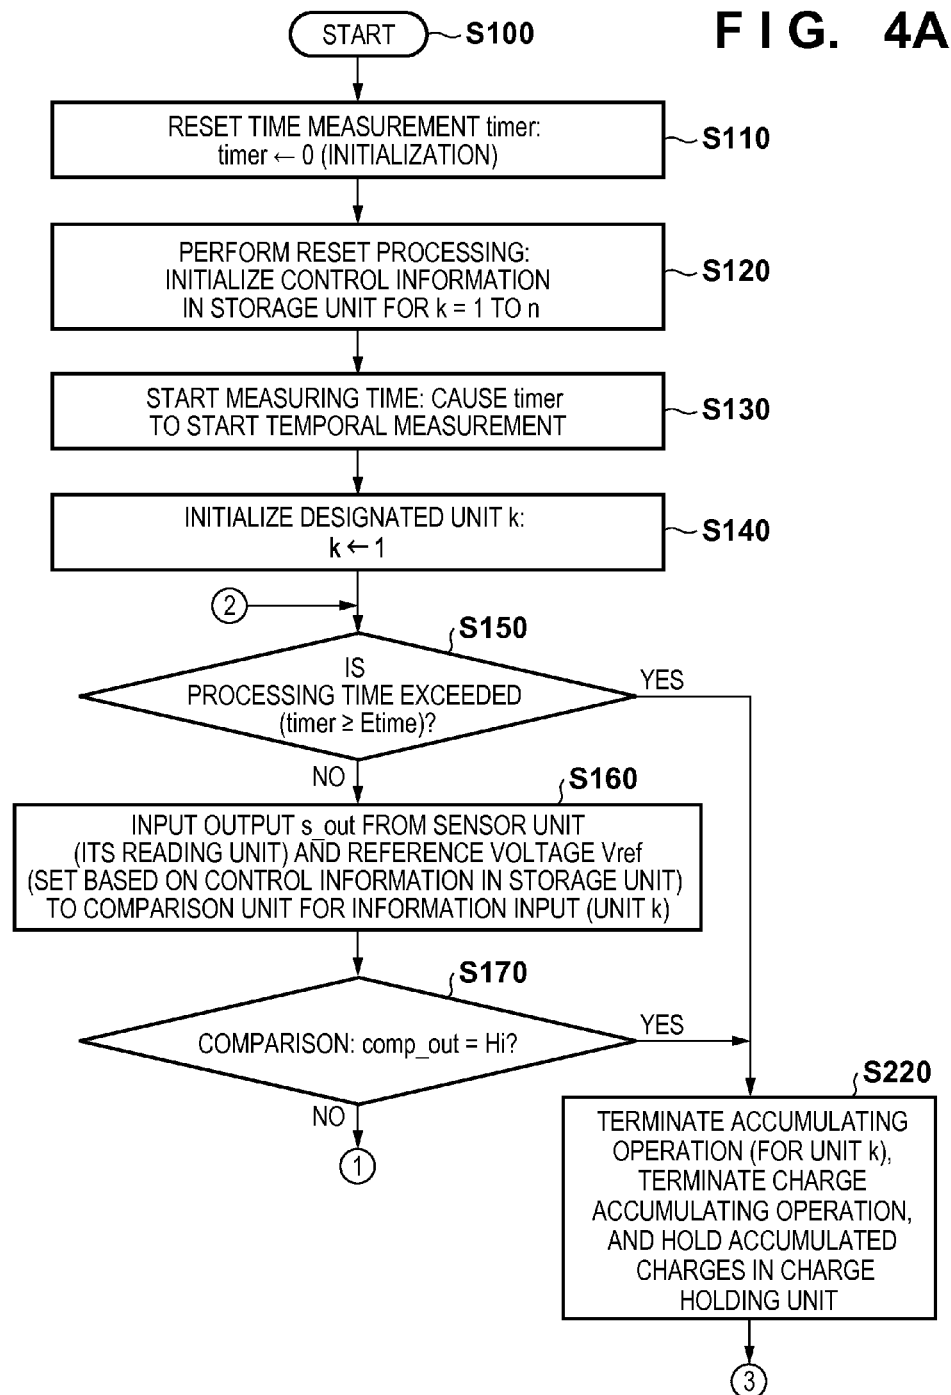 FIG. 4A
START
S100
RESET TIME MEASUREMENT timer:
timer ← 0 (INITIALIZATION)
S110
PERFORM RESET PROCESSING:
INITIALIZE CONTROL INFORMATION
IN STORAGE UNIT FOR k = 1 TO n
S120
START MEASURING TIME: CAUSE timer
TO START TEMPORAL MEASUREMENT
S130
INITIALIZE DESIGNATED UNIT k:
k ← 1
S140
2
S150
IS
PROCESSING TIME EXCEEDED
(timer ≥ Etime)?
YES
NO
S160
INPUT OUTPUT s_out FROM SENSOR UNIT
(ITS READING UNIT) AND REFERENCE VOLTAGE Vref
(SET BASED ON CONTROL INFORMATION IN STORAGE UNIT)
TO COMPARISON UNIT FOR INFORMATION INPUT (UNIT k)
S170
COMPARISON: comp_out = Hi?
YES
NO
1
S220
TERMINATE ACCUMULATING
OPERATION (FOR UNIT k),
TERMINATE CHARGE
ACCUMULATING OPERATION,
AND HOLD ACCUMULATED
CHARGES IN CHARGE
HOLDING UNIT
3